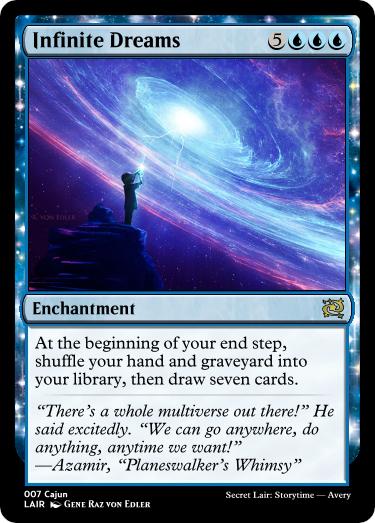 Infinite Dreams 5
R. VON EDLER
Enchantment
At the beginning of your end step,
shuffle your hand and graveyard into
your library, then draw seven cards.
“There’s a whole multiverse out there!” He
said excitedly. “We can go anywhere, do
anything, anytime we want!”
—Azamir, “Planeswalker’s Whimsy”
007 Cajun
LAIR Gene Raz von Edler
Secret Lair: Storytime — Avery